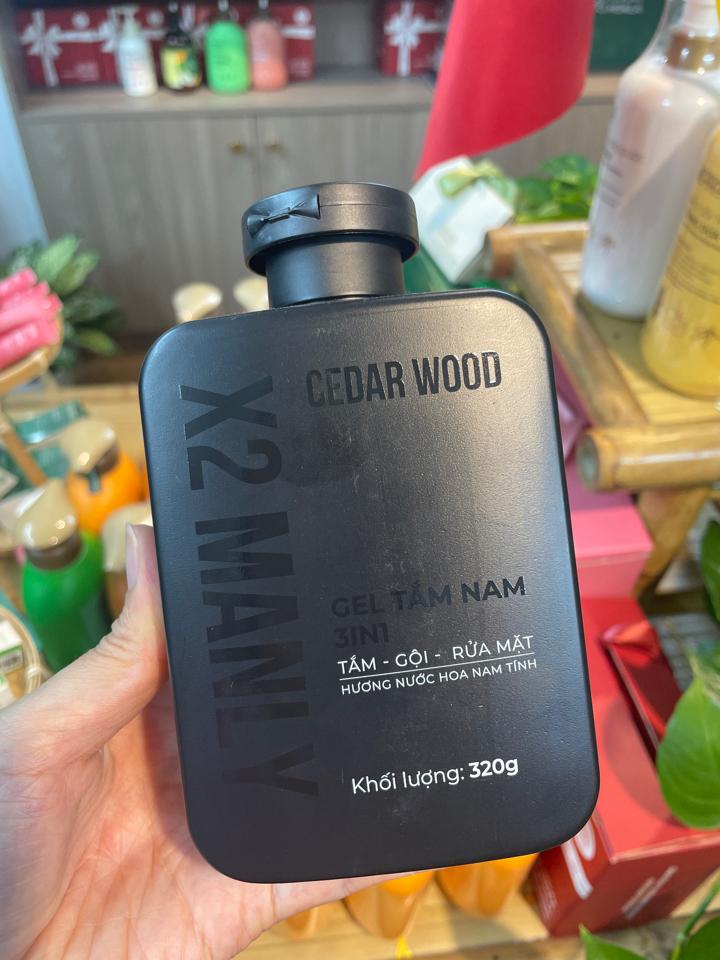 CEDAR WOOD
X2 MANLY
GEL TẮM NAM
3IN1
TẮM - GỘI - RỬA MẶT
HƯƠNG NƯỚC HOA NAM TÍNH
Khối lượng: 320g